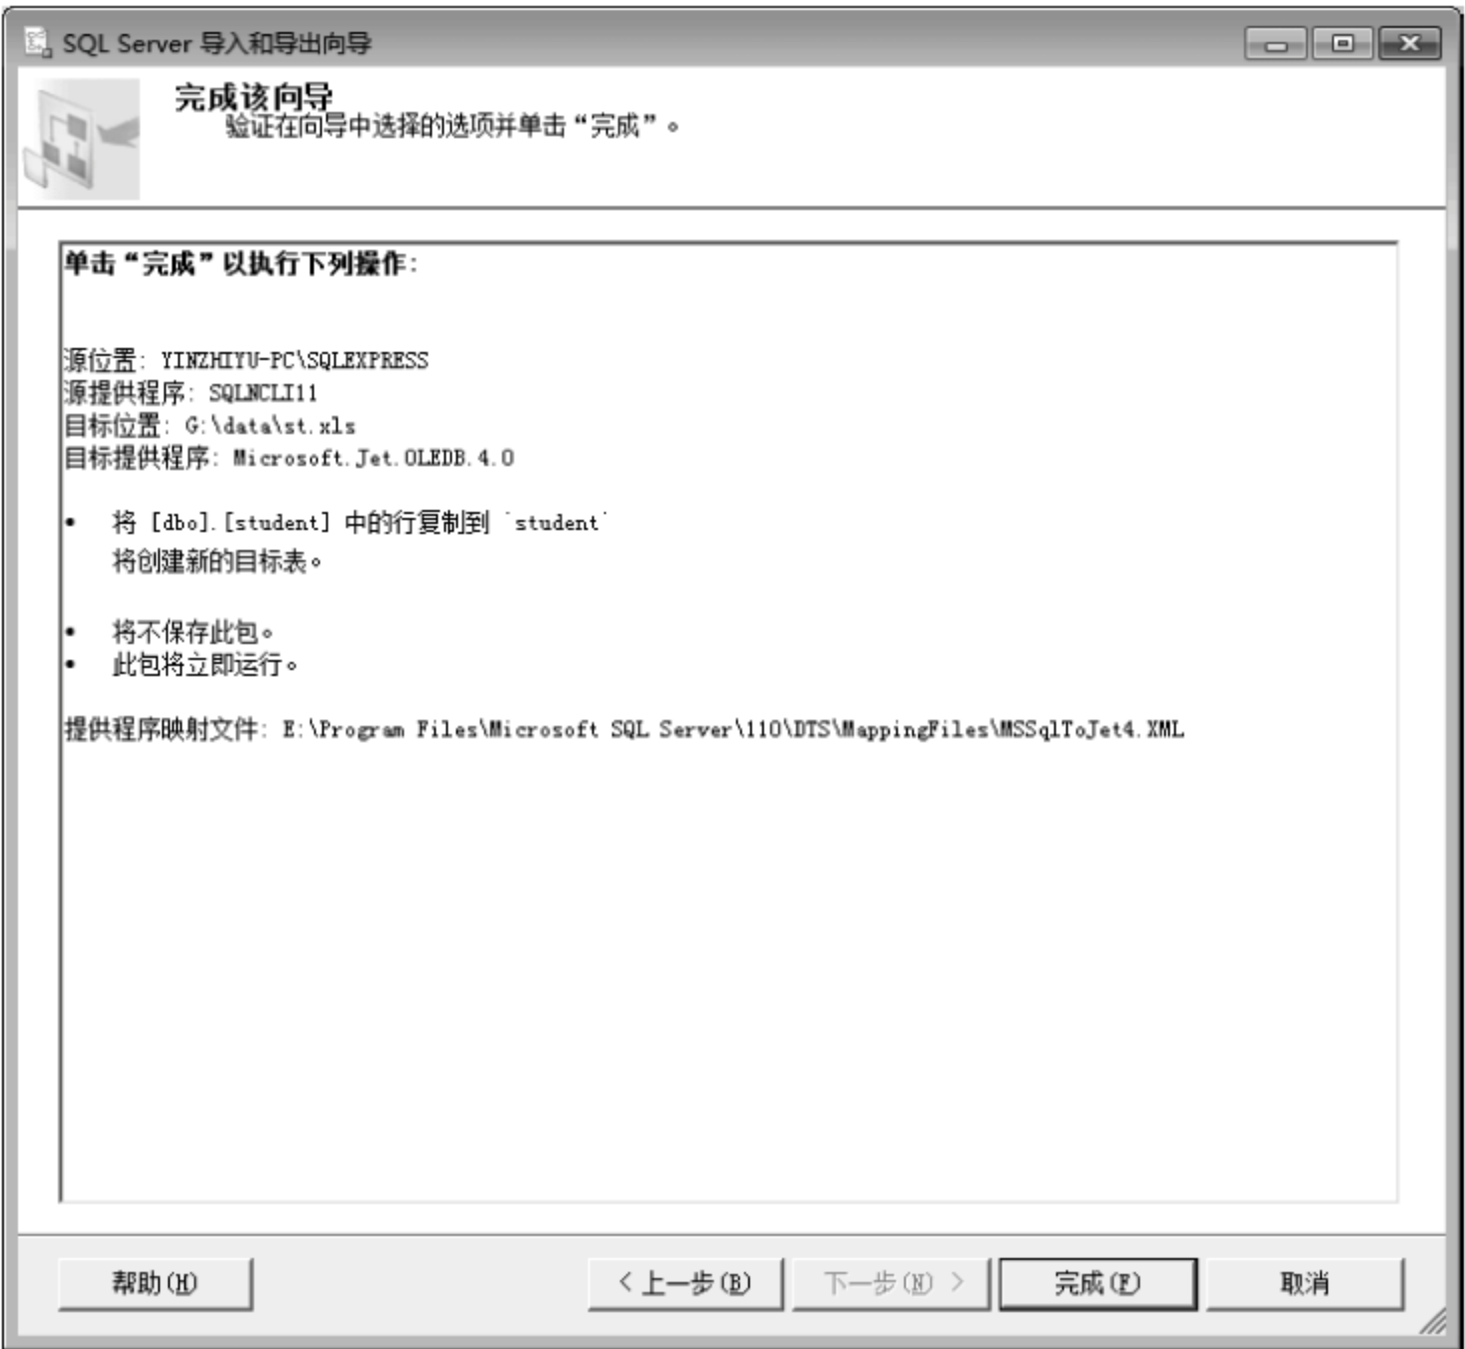 SQL Server 导入和导出向导
完成该向导
验证在向导中选择的选项并单击“完成”。
单击“完成”以执行下列操作:
源位置: YINZHIYU-PC\SQLEXPRESS
源提供程序: SQLNCLI11
目标位置: G:\data\st.xls
目标提供程序: Microsoft.Jet.OLEDB.4.0
• 将 [dbo].[student] 中的行复制到 `student`
将创建新的目标表。
• 将不保存此包。
• 此包将立即运行。
提供程序映射文件: E:\Program Files\Microsoft SQL Server\110\DTS\MappingFiles\MSSqlToJet4.XML
帮助(H) < 上一步(B) 下一步(N) > 完成(F) 取消